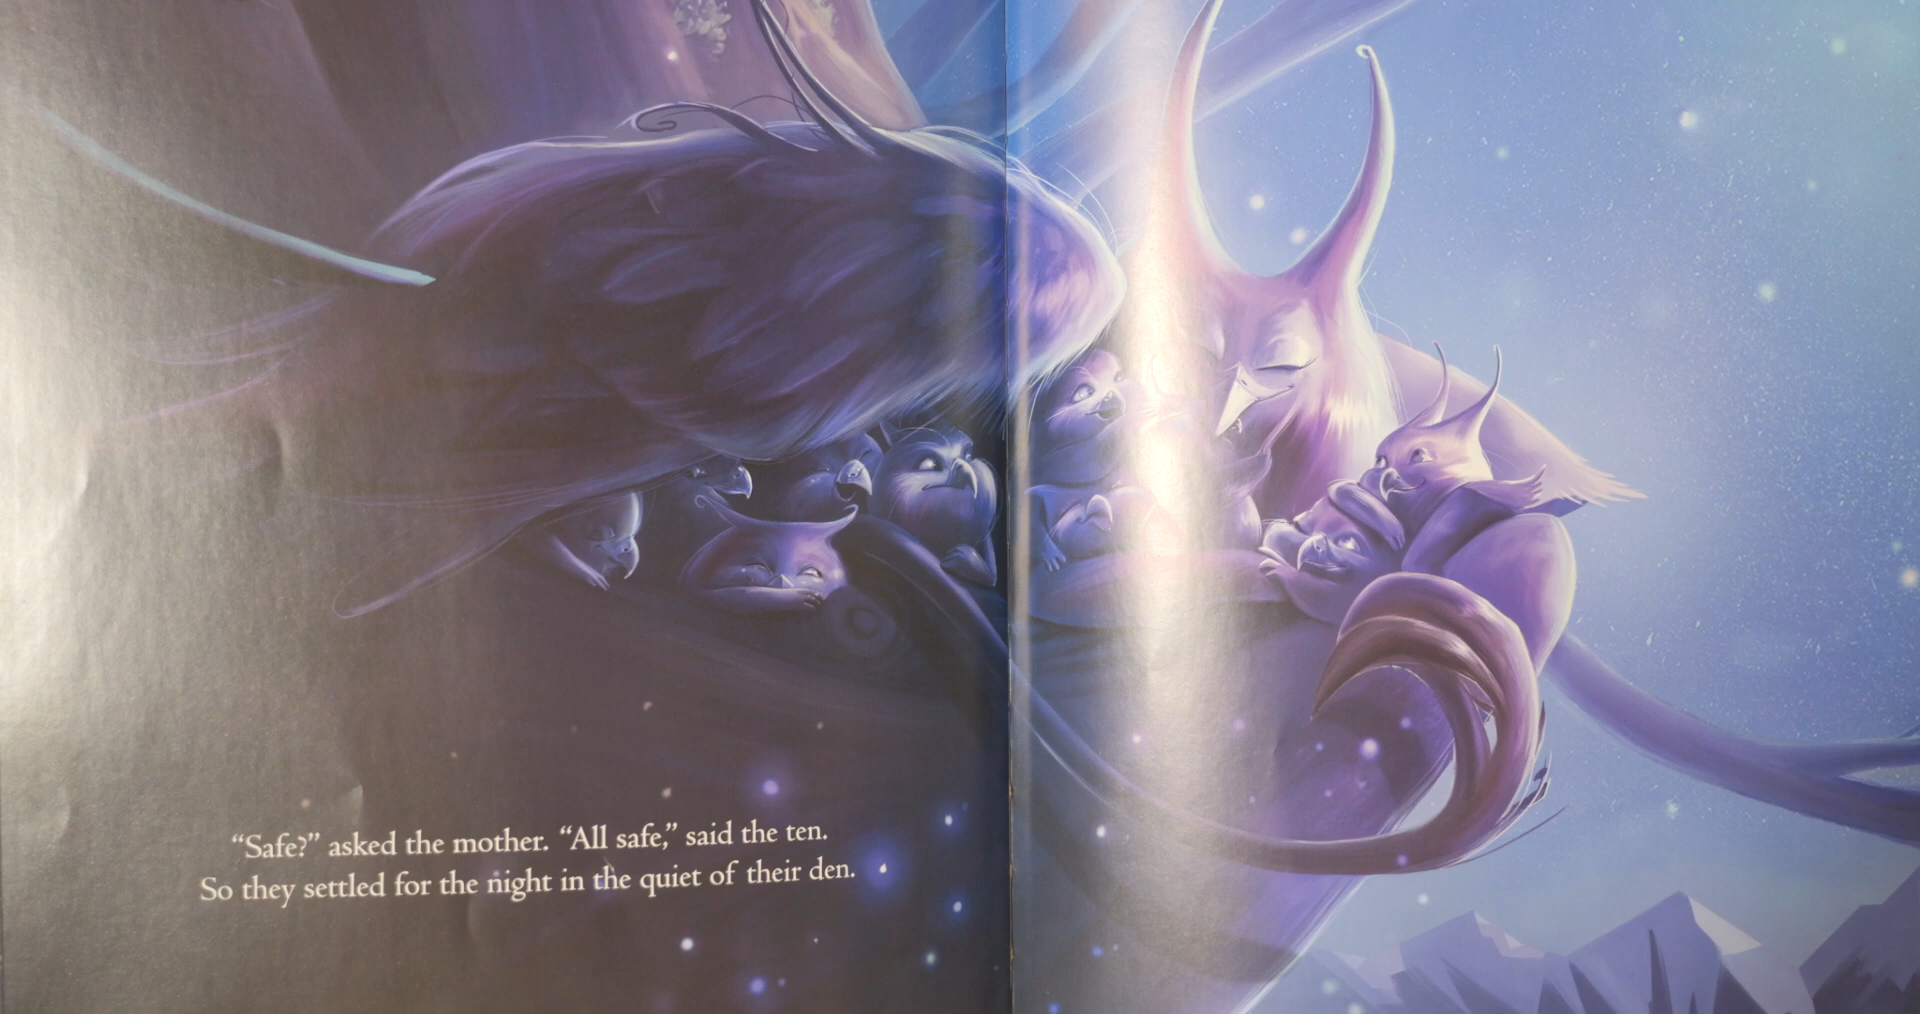 “Safe?” asked the mother. “All safe,” said the ten.
So they settled for the night in the quiet of their den.